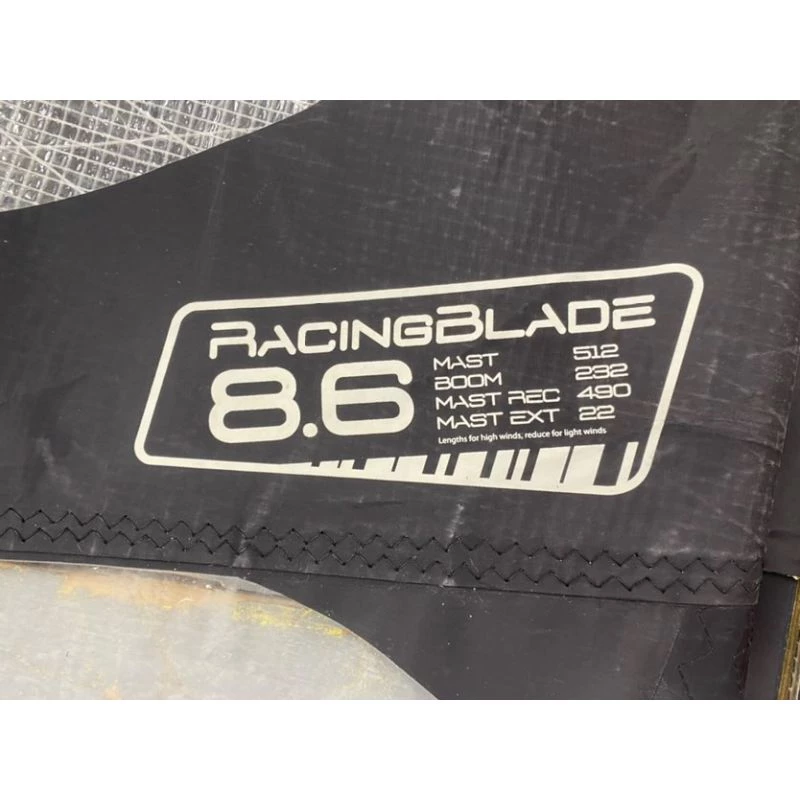 RACINGBLADE
8.6
MAST 512
BOOM 232
MAST REC 490
MAST EXT 22
Lengths for high winds, reduce for light winds